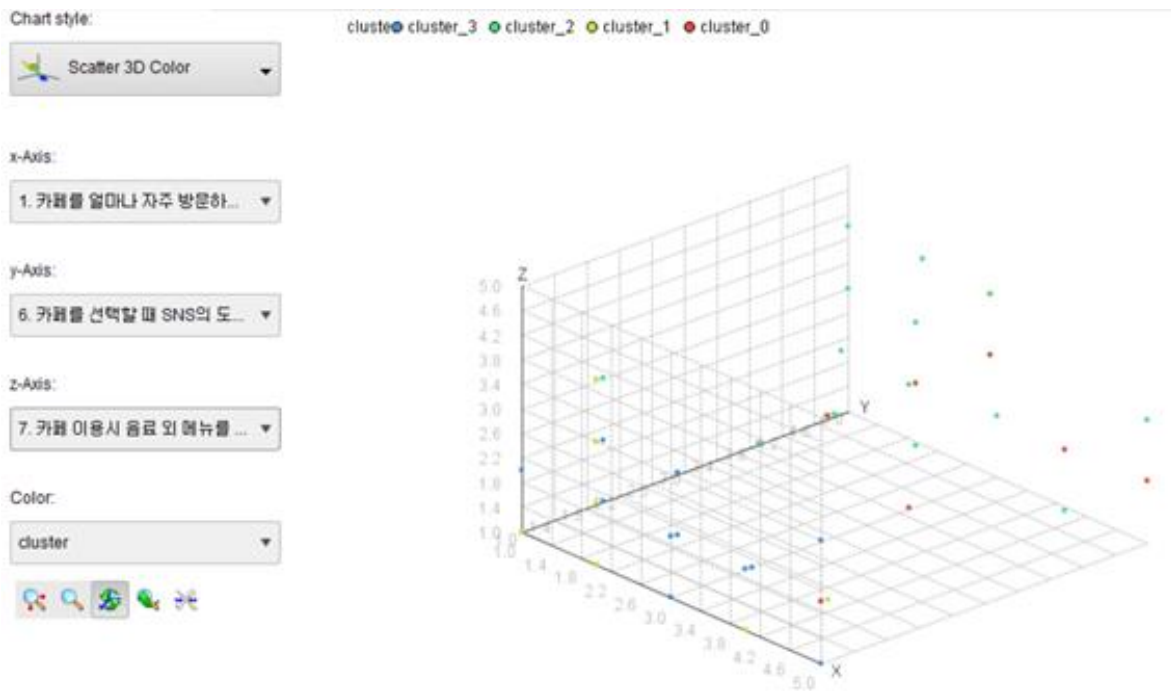 Chart style:
cluste cluster_3 cluster_2 cluster_1 cluster_0
Scatter 3D Color
x-Axis:
1. 카페를 얼마나 자주 방문하...
y-Axis:
6. 카페를 선택할 때 SNS의 도...
z-Axis:
7. 카페 이용시 음료 외 메뉴를 ...
Color:
cluster
Z
5.0
4.6
4.2
3.8
3.4
3.0
2.6
2.2
1.8
1.4
1.0
Y
1.0
1.4
1.8
2.2
2.6
3.0
3.4
3.8
4.2
4.6
5.0
X